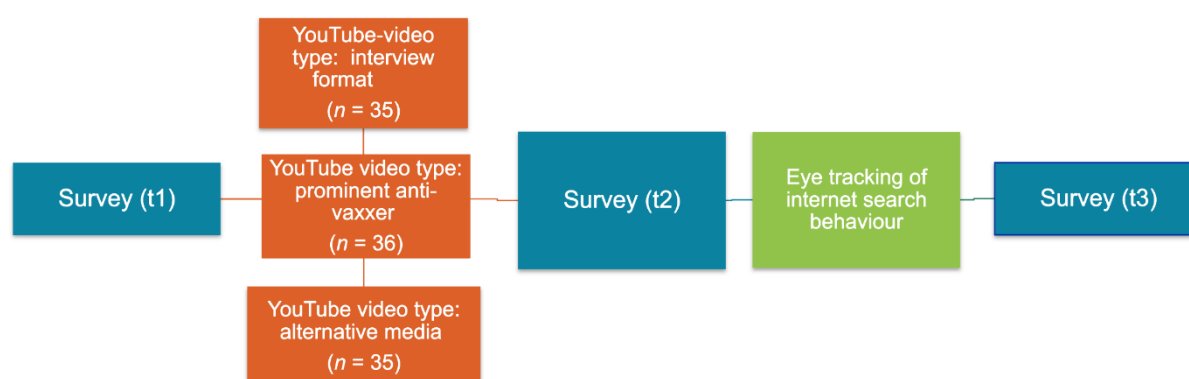 YouTube-video
type: interview
format
(n = 35)
Survey (t1)
YouTube video type:
prominent anti-
vaxxer
(n = 36)
YouTube video type:
alternative media
(n = 35)
Survey (t2)
Eye tracking of
internet search
behaviour
Survey (t3)